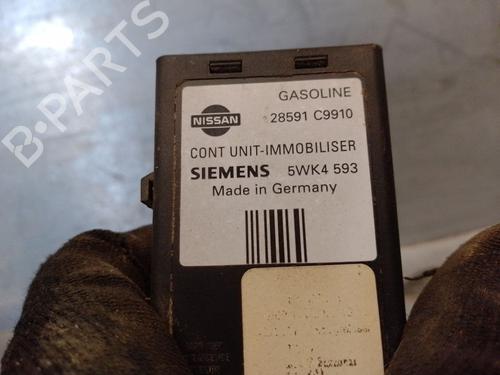 B-PARTS
GASOLINE
NISSAN 28591 C9910
CONT UNIT-IMMOBILISER
SIEMENS 5WK4 593
Made in Germany